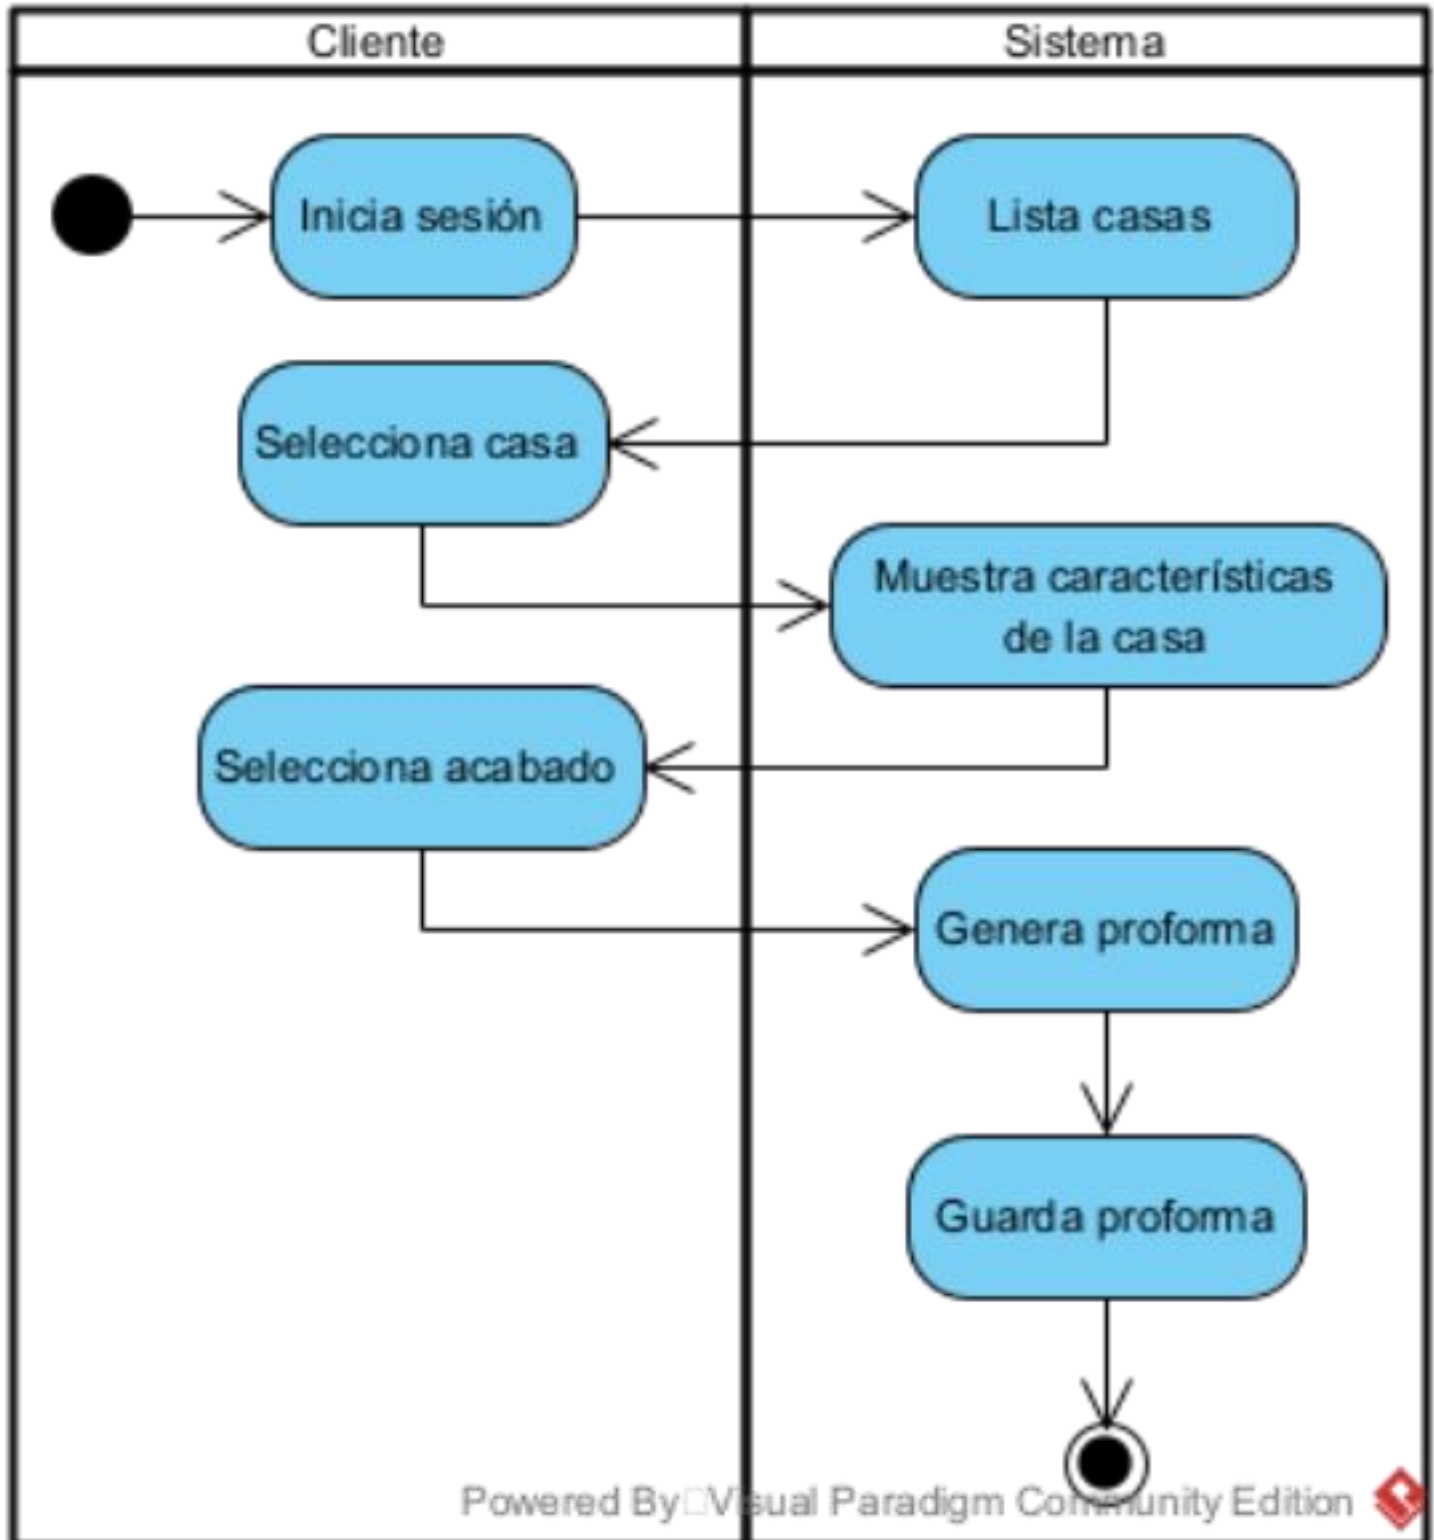 Cliente
Sistema
Inicia sesión
Lista casas
Selecciona casa
Muestra características
de la casa
Selecciona acabado
Genera proforma
Guarda proforma
Powered By Visual Paradigm Community Edition